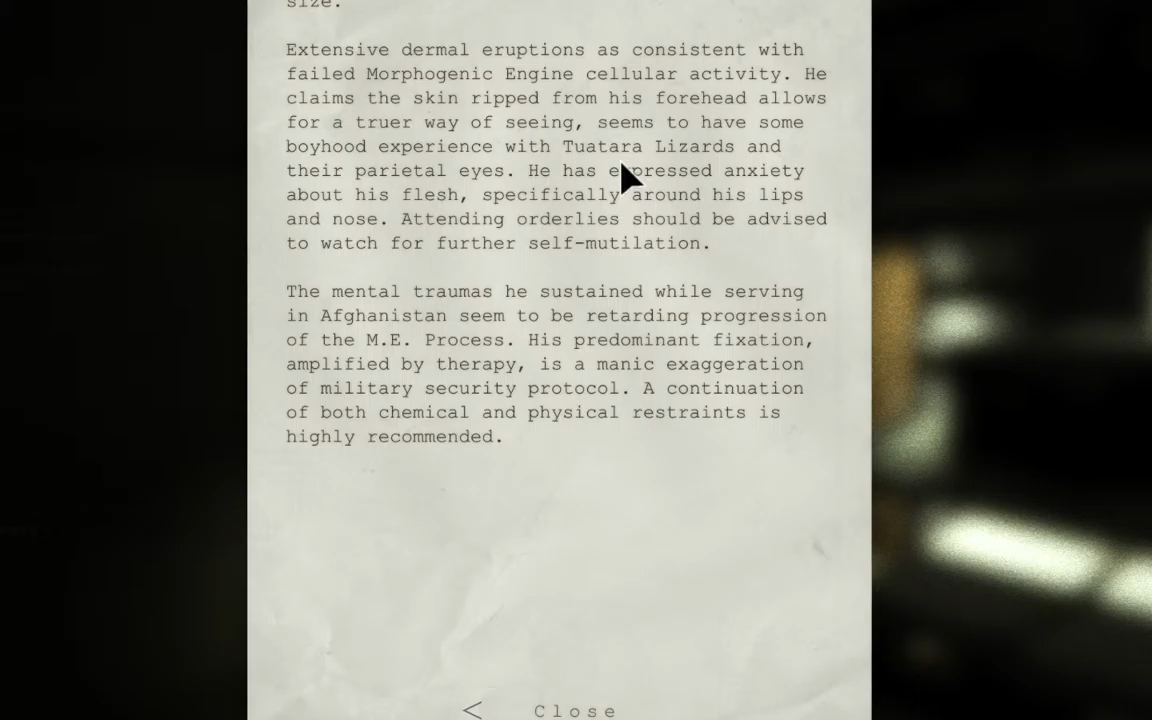 size.
Extensive dermal eruptions as consistent with
failed Morphogenic Engine cellular activity. He
claims the skin ripped from his forehead allows
for a truer way of seeing, seems to have some
boyhood experience with Tuatara Lizards and
their parietal eyes. He has expressed anxiety
about his flesh, specifically around his lips
and nose. Attending orderlies should be advised
to watch for further self-mutilation.
The mental traumas he sustained while serving
in Afghanistan seem to be retarding progression
of the M.E. Process. His predominant fixation,
amplified by therapy, is a manic exaggeration
of military security protocol. A continuation
of both chemical and physical restraints is
highly recommended.
< Close